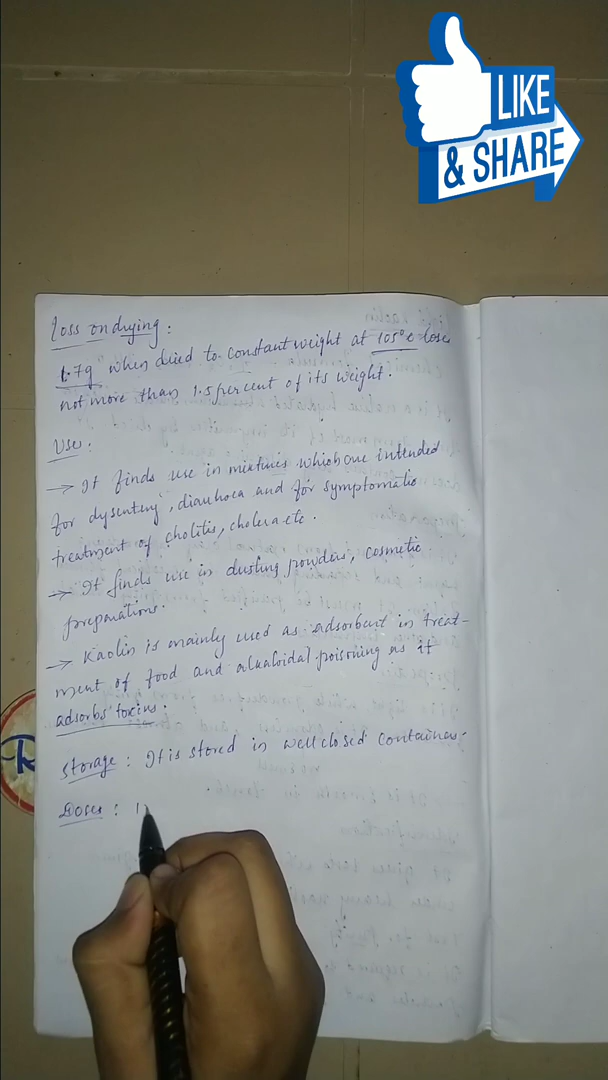 LIKE
& SHARE
Loss on drying :
1.7g when dried to constant weight at 105°c loses
not more than 1.5 percent of its weight.
Use :
→ It finds use in mixtures which are intended
for dysentery, diarrhoea and for symptomatic
treatment of cholitis, cholera etc.
→ It finds use in dusting powders, cosmetic
preparations.
→ Kaolin is mainly used as adsorbent in treat-
ment of food and alkaloidal poisoning as it
adsorbs toxins.
Storage : It is stored in well closed containers.
Doses : 1